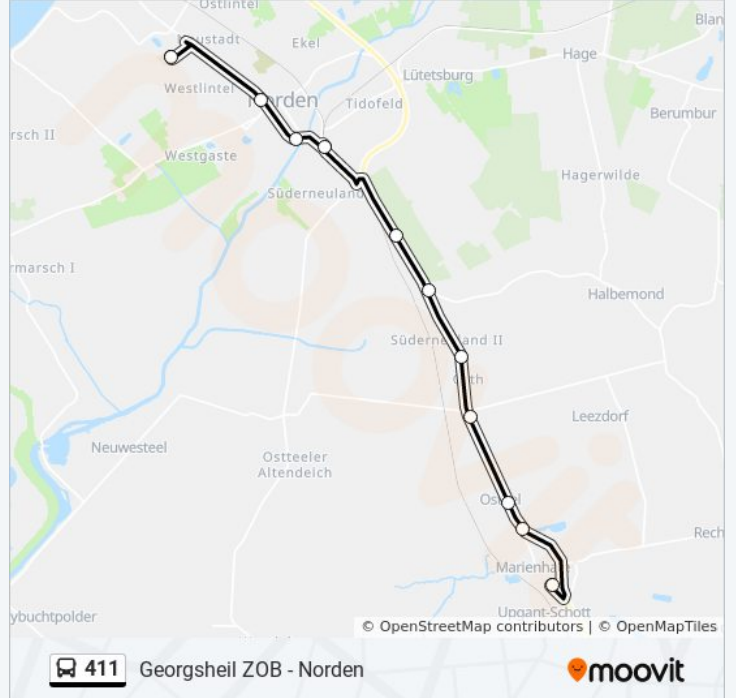 Ostlintel
Neustadt
Ekel
Blan
Hage
Lütetsburg
Westlintel
Norden
Tidofeld
Berumbur
rsch II
Westgaste
Hagerwilde
Süderneuland
rmarsch I
Halbemond
Süderneuland II
Leezdorf
Neuwesteel
Ostteeler
Altendeich
Rech
Marienhafe
Upgant-Schott
ybuchtpolder
© OpenStreetMap contributors | © OpenMapTiles
411 Georgsheil ZOB - Norden
moovit